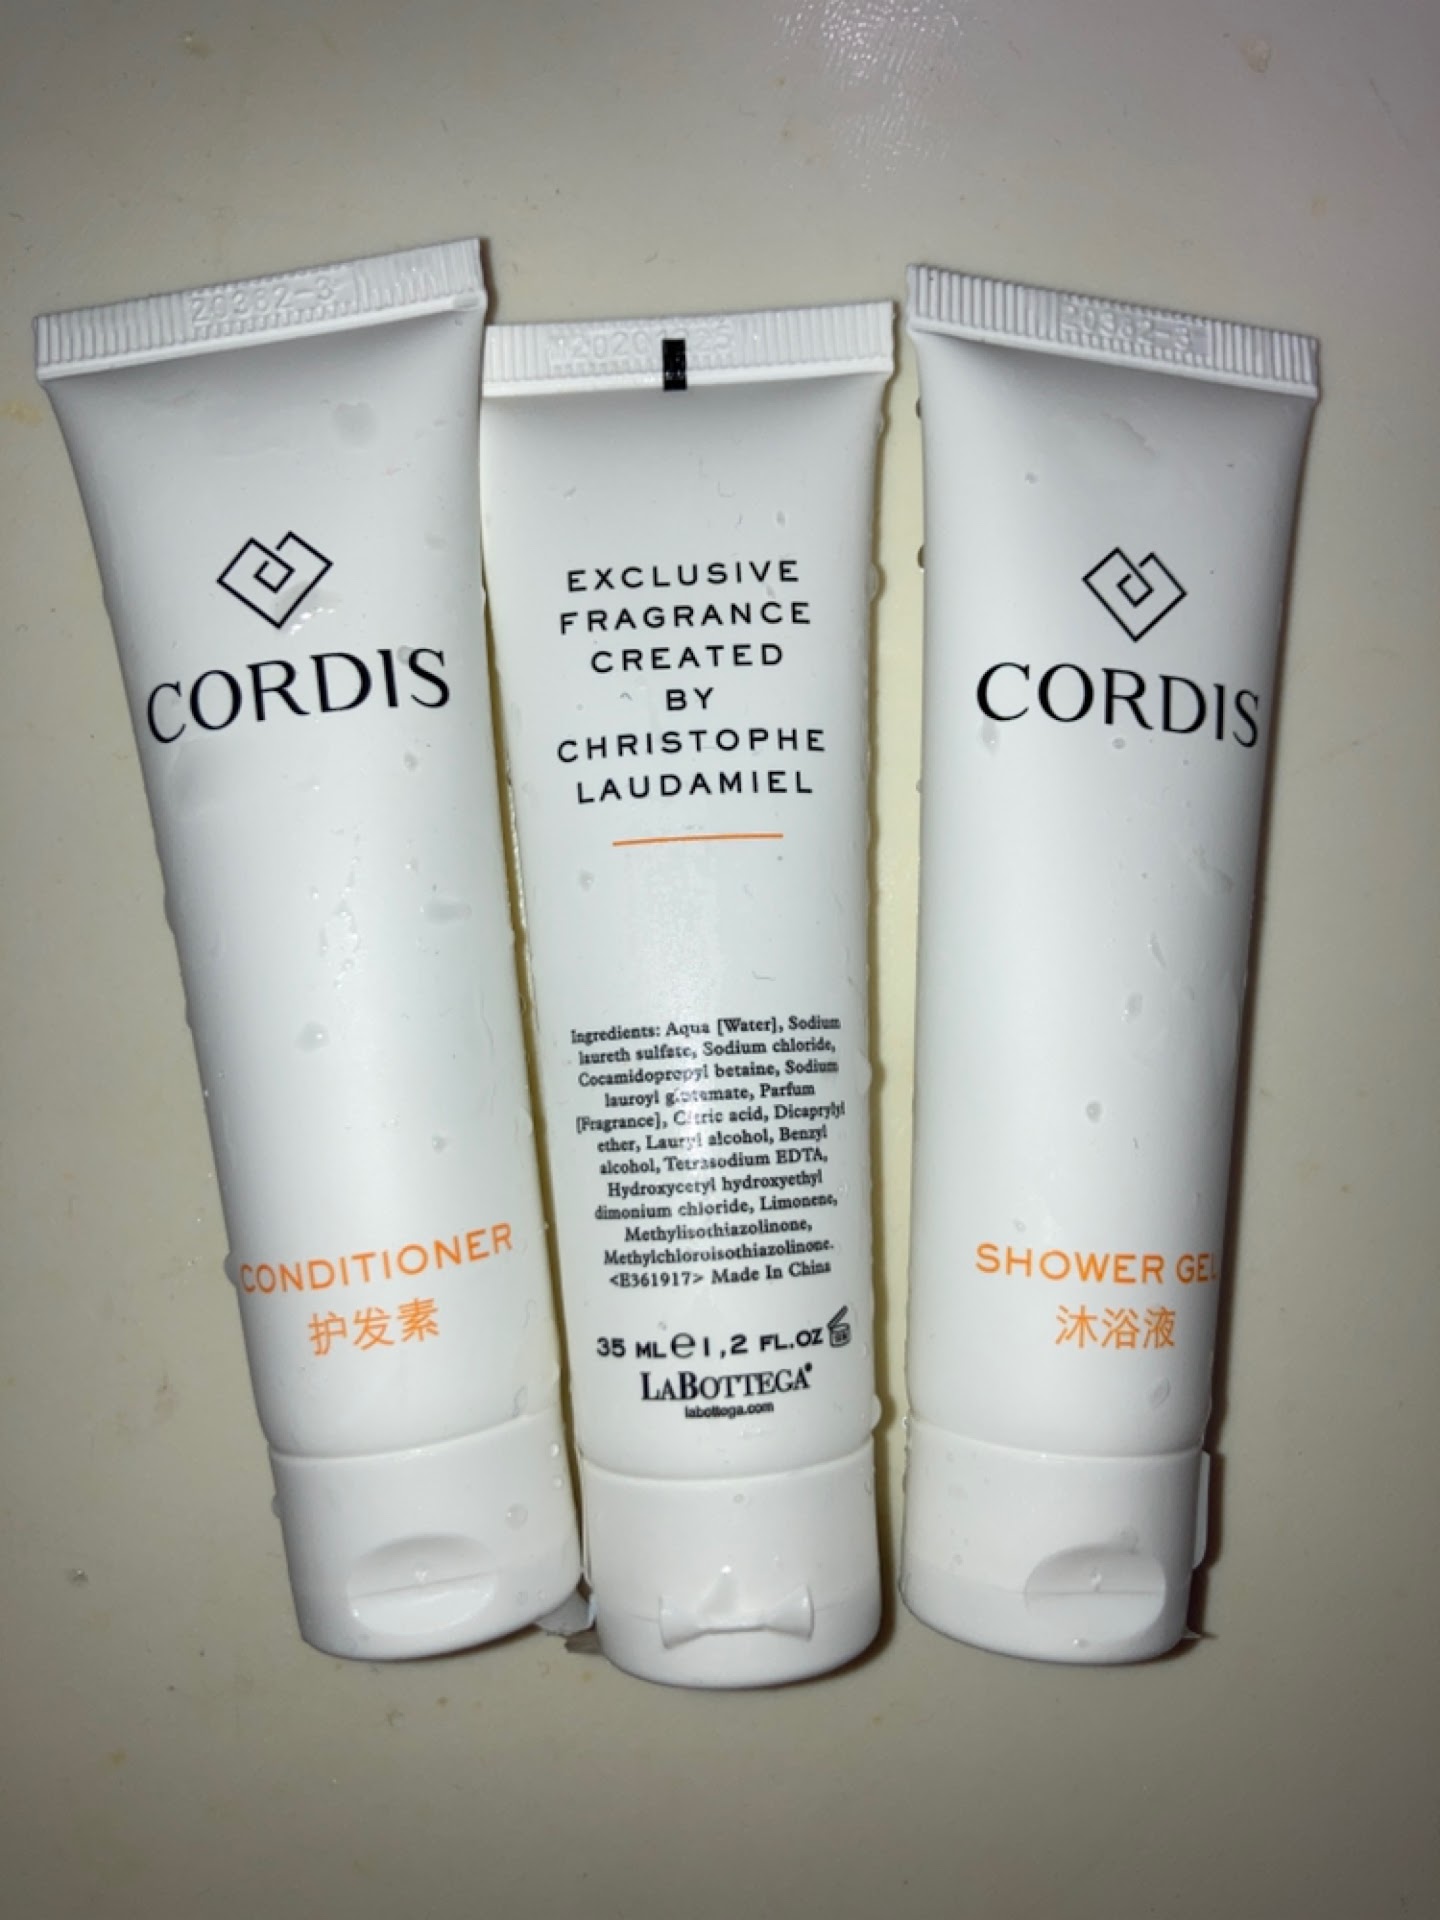 20362-3
CORDIS
CONDITIONER
护发素
EXCLUSIVE
FRAGRANCE
CREATED
BY
CHRISTOPHE
LAUDAMIEL
Ingredients: Aqua [Water], Sodium
laureth sulfate, Sodium chloride,
Cocamidopropyl betaine, Sodium
lauroyl glutamate, Parfum
[Fragrance], Citric acid, Dicaprylyl
ether, Lauryl alcohol, Benzyl
alcohol, Tetrasodium EDTA,
Hydroxycetyl hydroxyethyl
dimonium chloride, Limonene,
Methylisothiazolinone,
Methylchloroisothiazolinone.
<E361917> Made In China
35 ML ℮ 1,2 FL.OZ
LABOTTEGA®
labottega.com
20362-3
CORDIS
SHOWER GEL
沐浴液